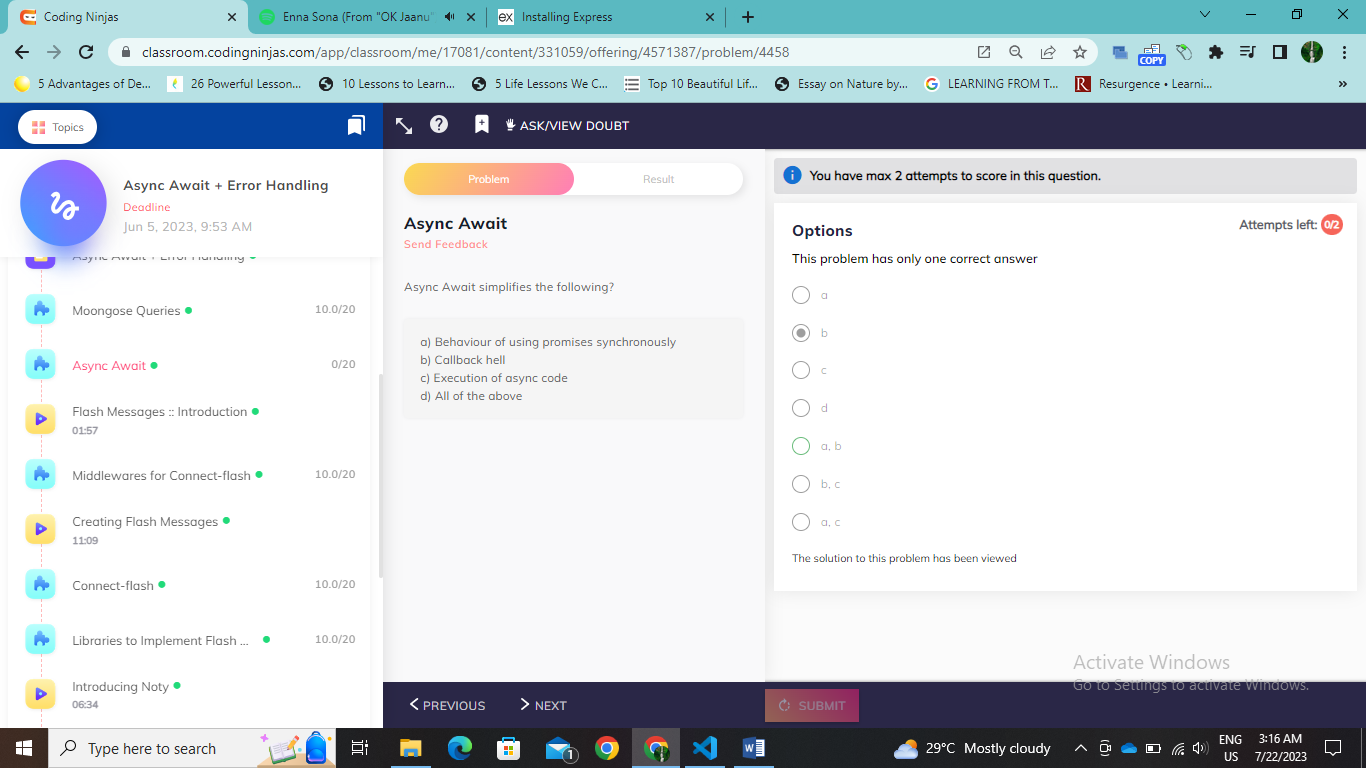 Coding Ninjas
Enna Sona (From "OK Jaanu"
ex Installing Express
classroom.codingninjas.com/app/classroom/me/17081/content/331059/offering/4571387/problem/4458
COPY
5 Advantages of De...
26 Powerful Lesson...
10 Lessons to Learn...
5 Life Lessons We C...
Top 10 Beautiful Lif...
Essay on Nature by...
LEARNING FROM T...
R Resurgence • Learni...
»
Topics
ASK/VIEW DOUBT
Async Await + Error Handling
Deadline
Jun 5, 2023, 9:53 AM
Async Await + Error Handling
Moongose Queries
10.0/20
Async Await
0/20
Flash Messages :: Introduction
01:57
Middlewares for Connect-flash
10.0/20
Creating Flash Messages
11:09
Connect-flash
10.0/20
Libraries to Implement Flash ...
10.0/20
Introducing Noty
06:34
Problem
Result
Async Await
Send Feedback
Async Await simplifies the following?
a) Behaviour of using promises synchronously
b) Callback hell
c) Execution of async code
d) All of the above
You have max 2 attempts to score in this question.
Options
Attempts left: 0/2
This problem has only one correct answer
a
b
c
d
a, b
b, c
a, c
The solution to this problem has been viewed
Activate Windows
Go to Settings to activate Windows.
PREVIOUS
NEXT
SUBMIT
Type here to search
1
29°C Mostly cloudy
ENG
US
3:16 AM
7/22/2023